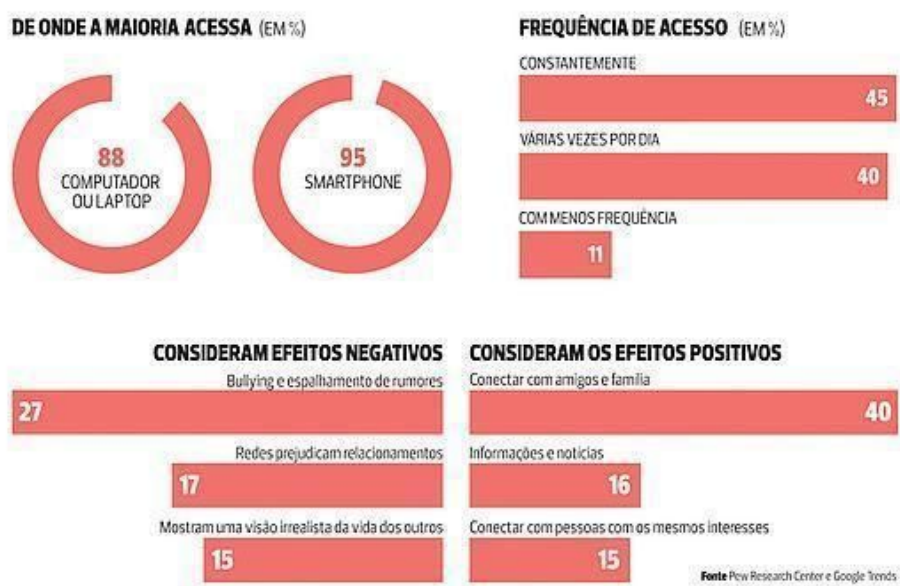 DE ONDE A MAIORIA ACESSA (EM %)
88
COMPUTADOR
OU LAPTOP
95
SMARTPHONE
FREQUÊNCIA DE ACESSO (EM %)
CONSTANTEMENTE
45
VÁRIAS VEZES POR DIA
40
COM MENOS FREQUÊNCIA
11
CONSIDERAM EFEITOS NEGATIVOS
Bullying e espalhamento de rumores
27
Redes prejudicam relacionamentos
17
Mostram uma visão irrealista da vida dos outros
15
CONSIDERAM OS EFEITOS POSITIVOS
Conectar com amigos e família
40
Informações e notícias
16
Conectar com pessoas com os mesmos interesses
15
Fonte Pew Research Center e Google Trends